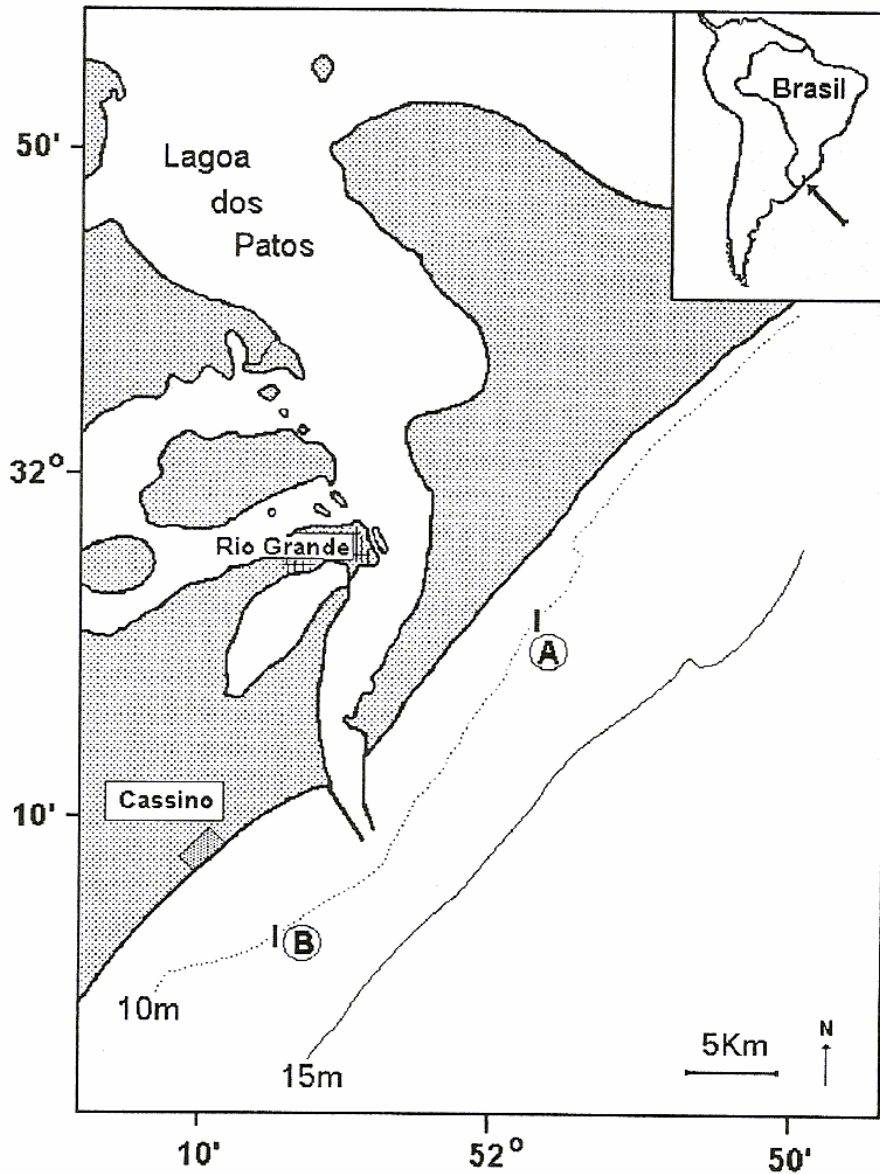 Brasil
50'
Lagoa
dos
Patos
32°
Rio Grande
I
A
Cassino
10'
I
B
10m
15m
5Km
N
10'
52°
50'